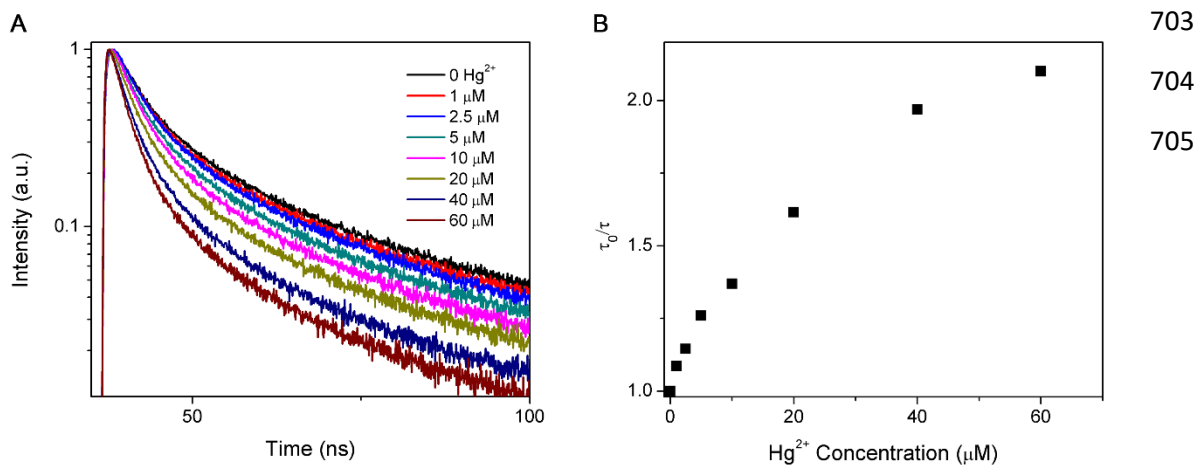 A
1
0.1
Intensity (a.u.)
50
100
Time (ns)
0 Hg²⁺
1 μM
2.5 μM
5 μM
10 μM
20 μM
40 μM
60 μM
B
2.0
1.5
1.0
τ₀/τ
0
20
40
60
Hg²⁺ Concentration (μM)
703
704
705